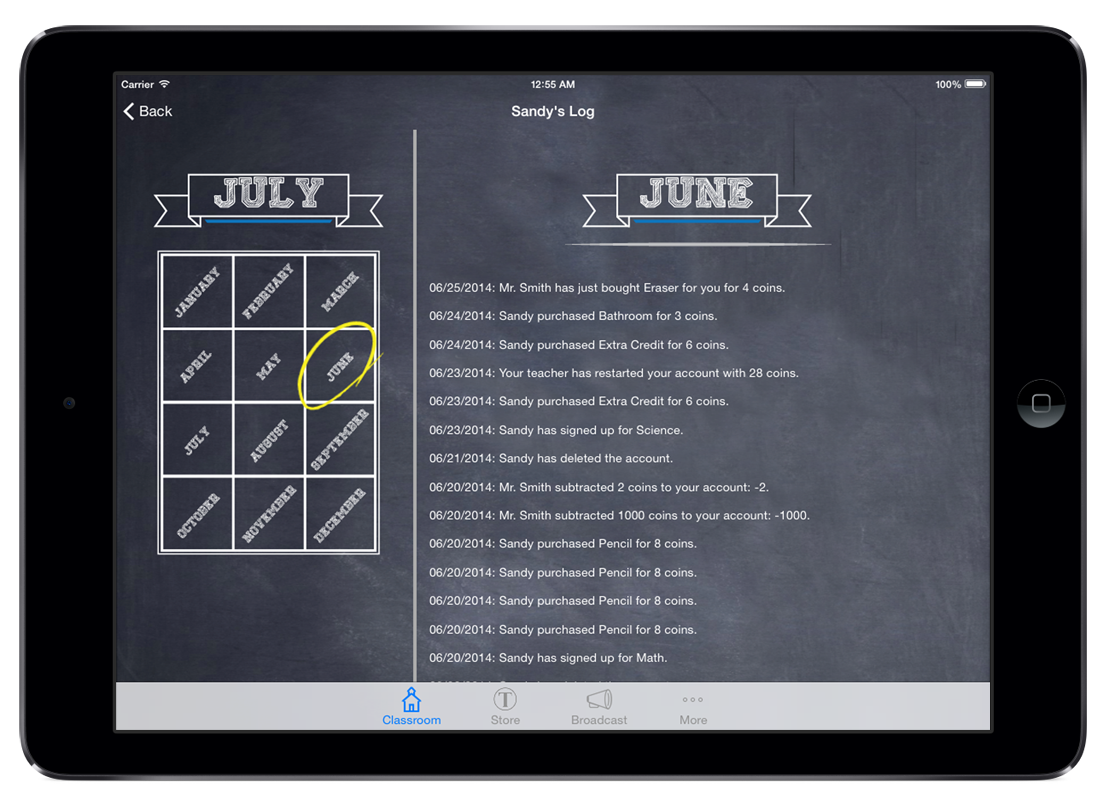 Carrier 12:55 AM 100%
Back Sandy's Log
JULY
JANUARY FEBRUARY MARCH
APRIL MAY JUNE
JULY AUGUST SEPTEMBER
OCTOBER NOVEMBER DECEMBER
JUNE
06/25/2014: Mr. Smith has just bought Eraser for you for 4 coins.
06/24/2014: Sandy purchased Bathroom for 3 coins.
06/24/2014: Sandy purchased Extra Credit for 6 coins.
06/23/2014: Your teacher has restarted your account with 28 coins.
06/23/2014: Sandy purchased Extra Credit for 6 coins.
06/23/2014: Sandy has signed up for Science.
06/21/2014: Sandy has deleted the account.
06/20/2014: Mr. Smith subtracted 2 coins to your account: -2.
06/20/2014: Mr. Smith subtracted 1000 coins to your account: -1000.
06/20/2014: Sandy purchased Pencil for 8 coins.
06/20/2014: Sandy purchased Pencil for 8 coins.
06/20/2014: Sandy purchased Pencil for 8 coins.
06/20/2014: Sandy purchased Pencil for 8 coins.
06/20/2014: Sandy has signed up for Math.
T
Classroom Store Broadcast More